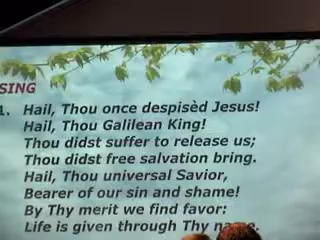 SING
1. Hail, Thou once despisèd Jesus!
Hail, Thou Galilean King!
Thou didst suffer to release us;
Thou didst free salvation bring.
Hail, Thou universal Savior,
Bearer of our sin and shame!
By Thy merit we find favor:
Life is given through Thy name.